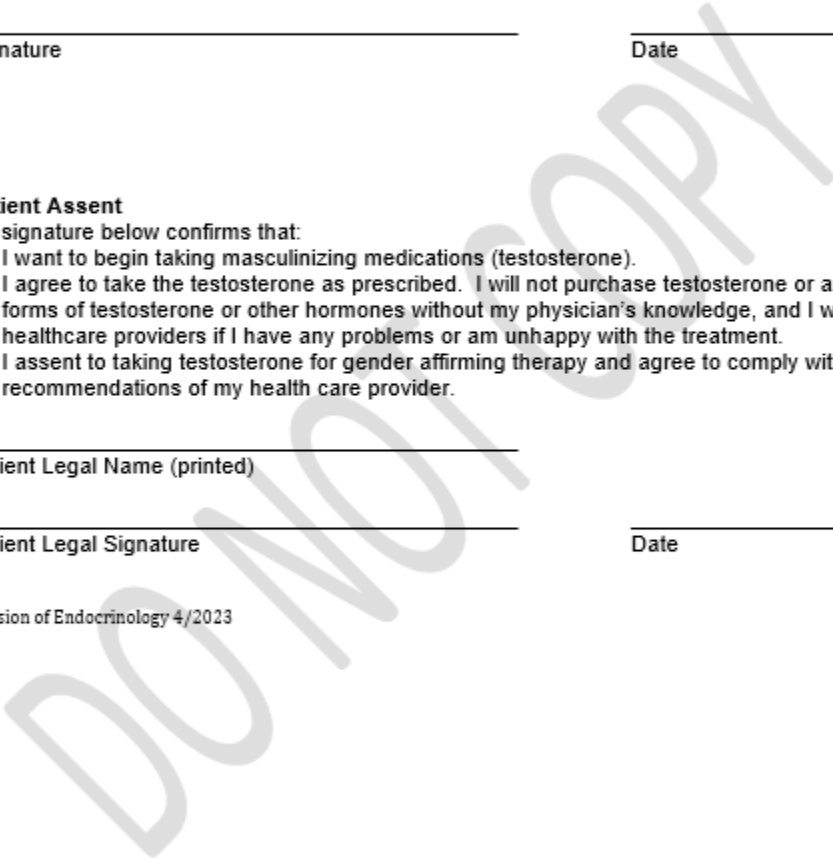 nature Date
ient Assent
signature below confirms that:
I want to begin taking masculinizing medications (testosterone).
I agree to take the testosterone as prescribed.  I will not purchase testosterone or a
forms of testosterone or other hormones without my physician's knowledge, and I w
healthcare providers if I have any problems or am unhappy with the treatment.
I assent to taking testosterone for gender affirming therapy and agree to comply wit
recommendations of my health care provider.
ient Legal Name (printed)
ient Legal Signature Date
sion of Endocrinology 4/2023
DO NOT COPY